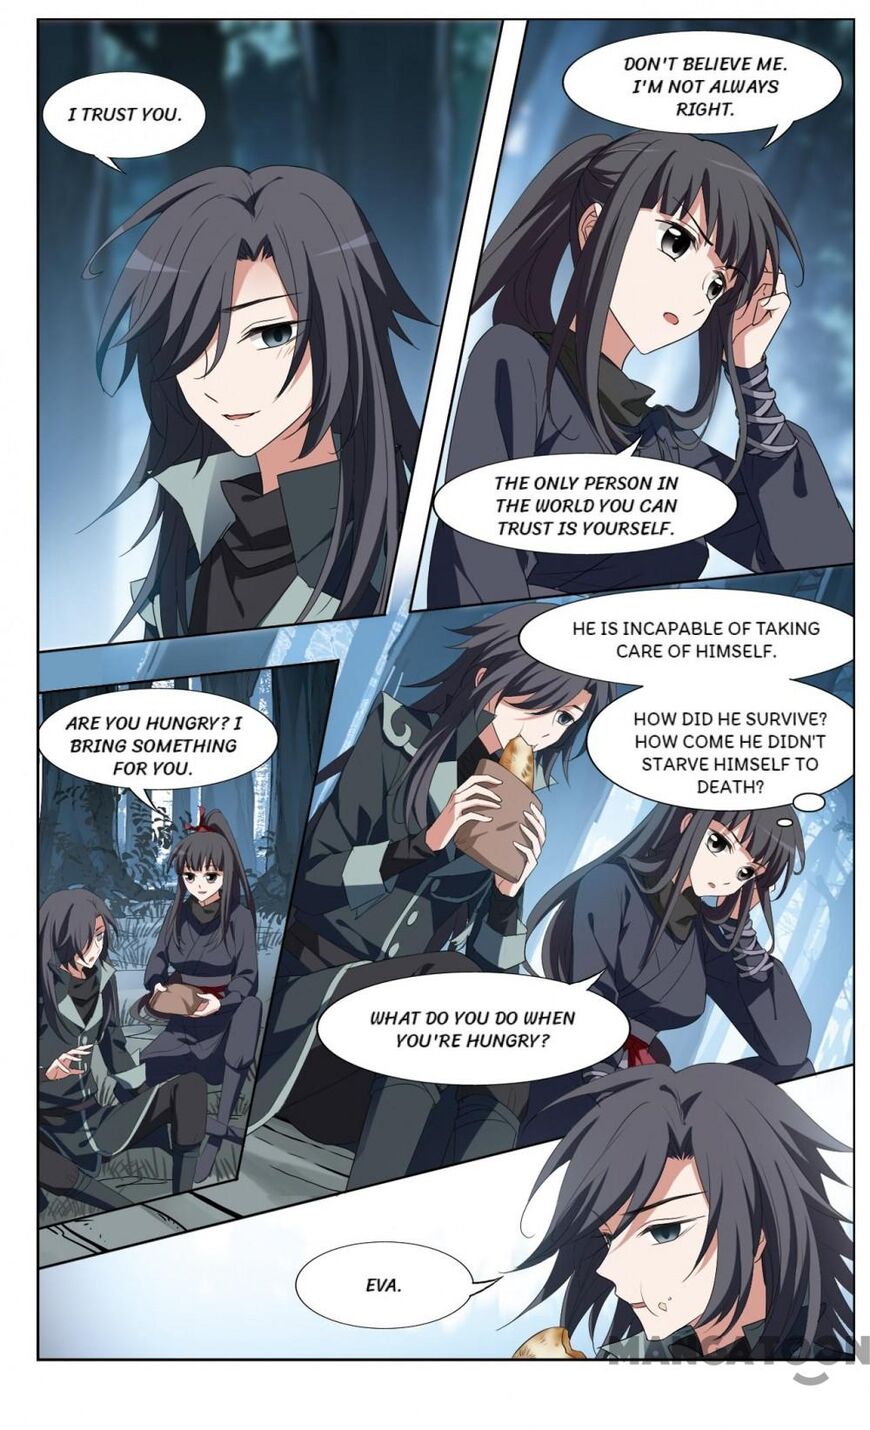 I TRUST YOU.
DON'T BELIEVE ME.
I'M NOT ALWAYS
RIGHT.
THE ONLY PERSON IN
THE WORLD YOU CAN
TRUST IS YOURSELF.
ARE YOU HUNGRY? I
BRING SOMETHING
FOR YOU.
HE IS INCAPABLE OF TAKING
CARE OF HIMSELF.
HOW DID HE SURVIVE?
HOW COME HE DIDN'T
STARVE HIMSELF TO
DEATH?
WHAT DO YOU DO WHEN
YOU'RE HUNGRY?
EVA.
MANGATOON